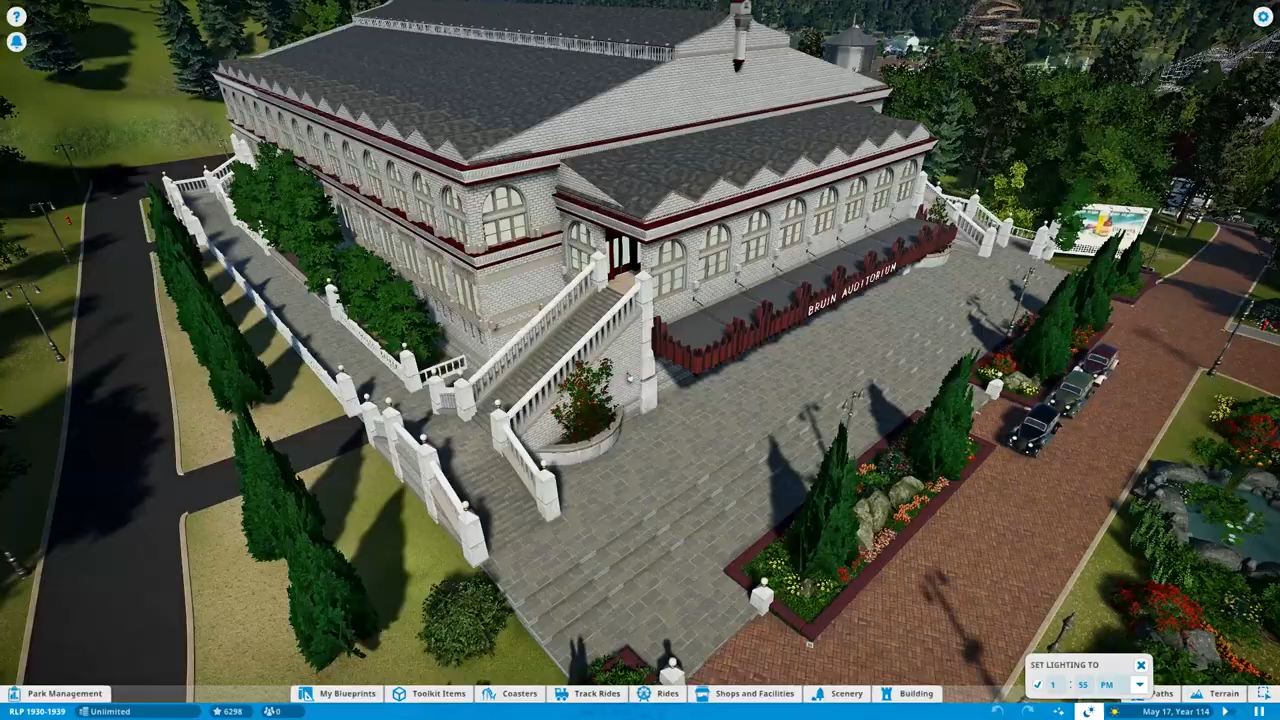 ?
BRUIN AUDITORIUM
SET LIGHTING TO
1 : 55 PM
Park Management
My Blueprints
Toolkit Items
Coasters
Track Rides
Rides
Shops and Facilities
Scenery
Building
Paths
Terrain
RLP 1930-1939
Unlimited
6298
0
May 17, Year 114